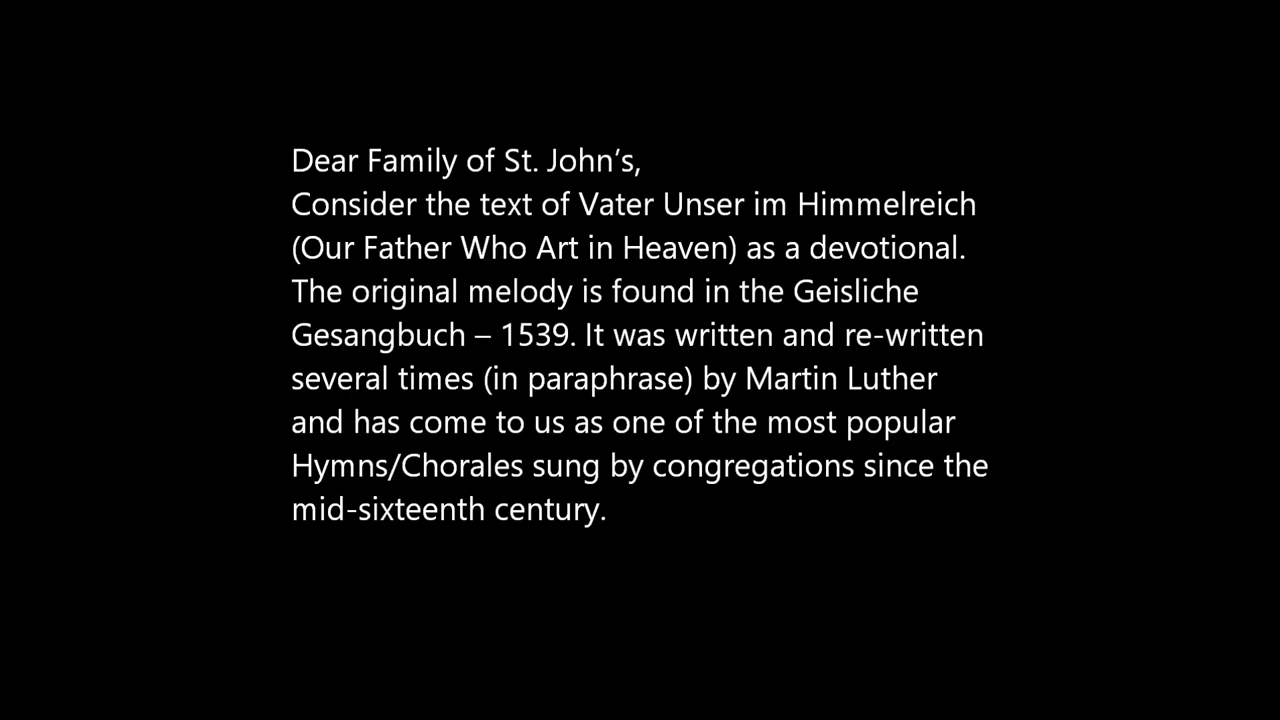 Dear Family of St. John’s,
Consider the text of Vater Unser im Himmelreich
(Our Father Who Art in Heaven) as a devotional.
The original melody is found in the Geisliche
Gesangbuch – 1539. It was written and re-written
several times (in paraphrase) by Martin Luther
and has come to us as one of the most popular
Hymns/Chorales sung by congregations since the
mid-sixteenth century.